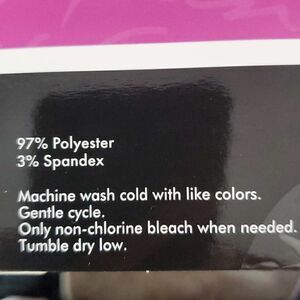 97% Polyester
3% Spandex
Machine wash cold with like colors.
Gentle cycle.
Only non-chlorine bleach when needed.
Tumble dry low.